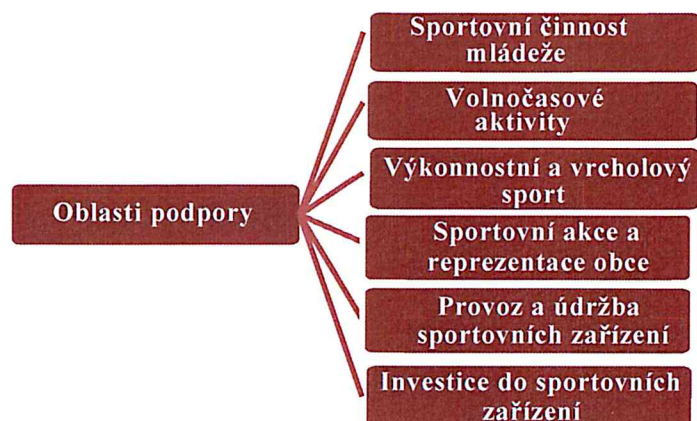 Oblasti podpory
Sportovní činnost
mládeže
Volnočasové
aktivity
Výkonnostní a vrcholový
sport
Sportovní akce a
reprezentace obce
Provoz a údržba
sportovních zařízení
Investice do sportovních
zařízení